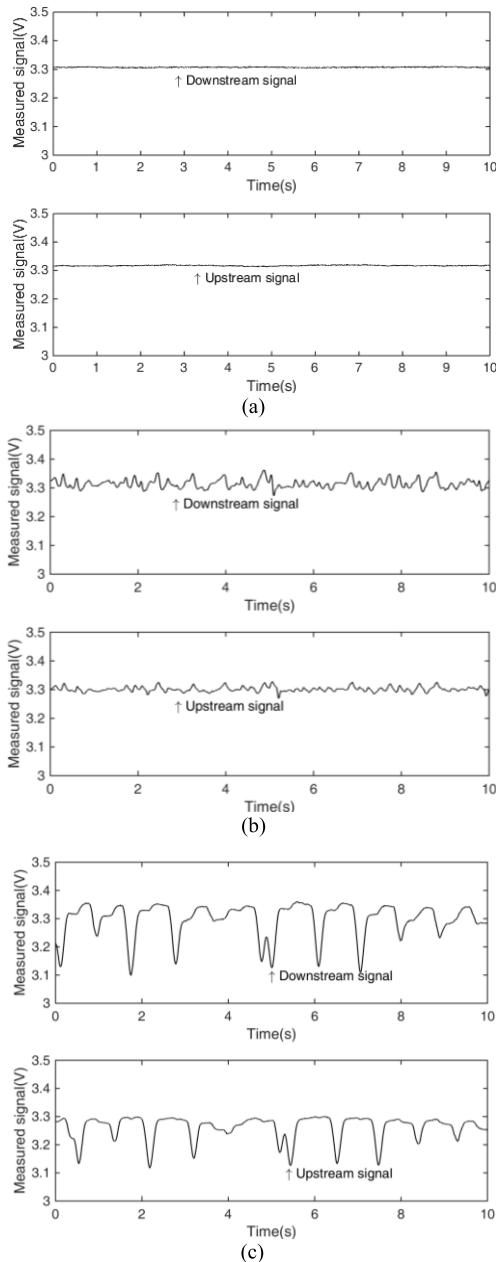 3.5
3.4
3.3
3.2
3.1
3
Measured signal(V)
↑ Downstream signal
0 1 2 3 4 5 6 7 8 9 10
Time(s)
3.5
3.4
3.3
3.2
3.1
3
Measured signal(V)
↑ Upstream signal
0 1 2 3 4 5 6 7 8 9 10
Time(s)
(a)
3.5
3.4
3.3
3.2
3.1
3
Measured signal(V)
↑ Downstream signal
0 2 4 6 8 10
Time(s)
3.5
3.4
3.3
3.2
3.1
3
Measured signal(V)
↑ Upstream signal
0 2 4 6 8 10
Time(s)
(b)
3.5
3.4
3.3
3.2
3.1
3
Measured signal(V)
↑ Downstream signal
0 2 4 6 8 10
Time(s)
3.5
3.4
3.3
3.2
3.1
3
Measured signal(V)
↑ Upstream signal
0 2 4 6 8 10
Time(s)
(c)